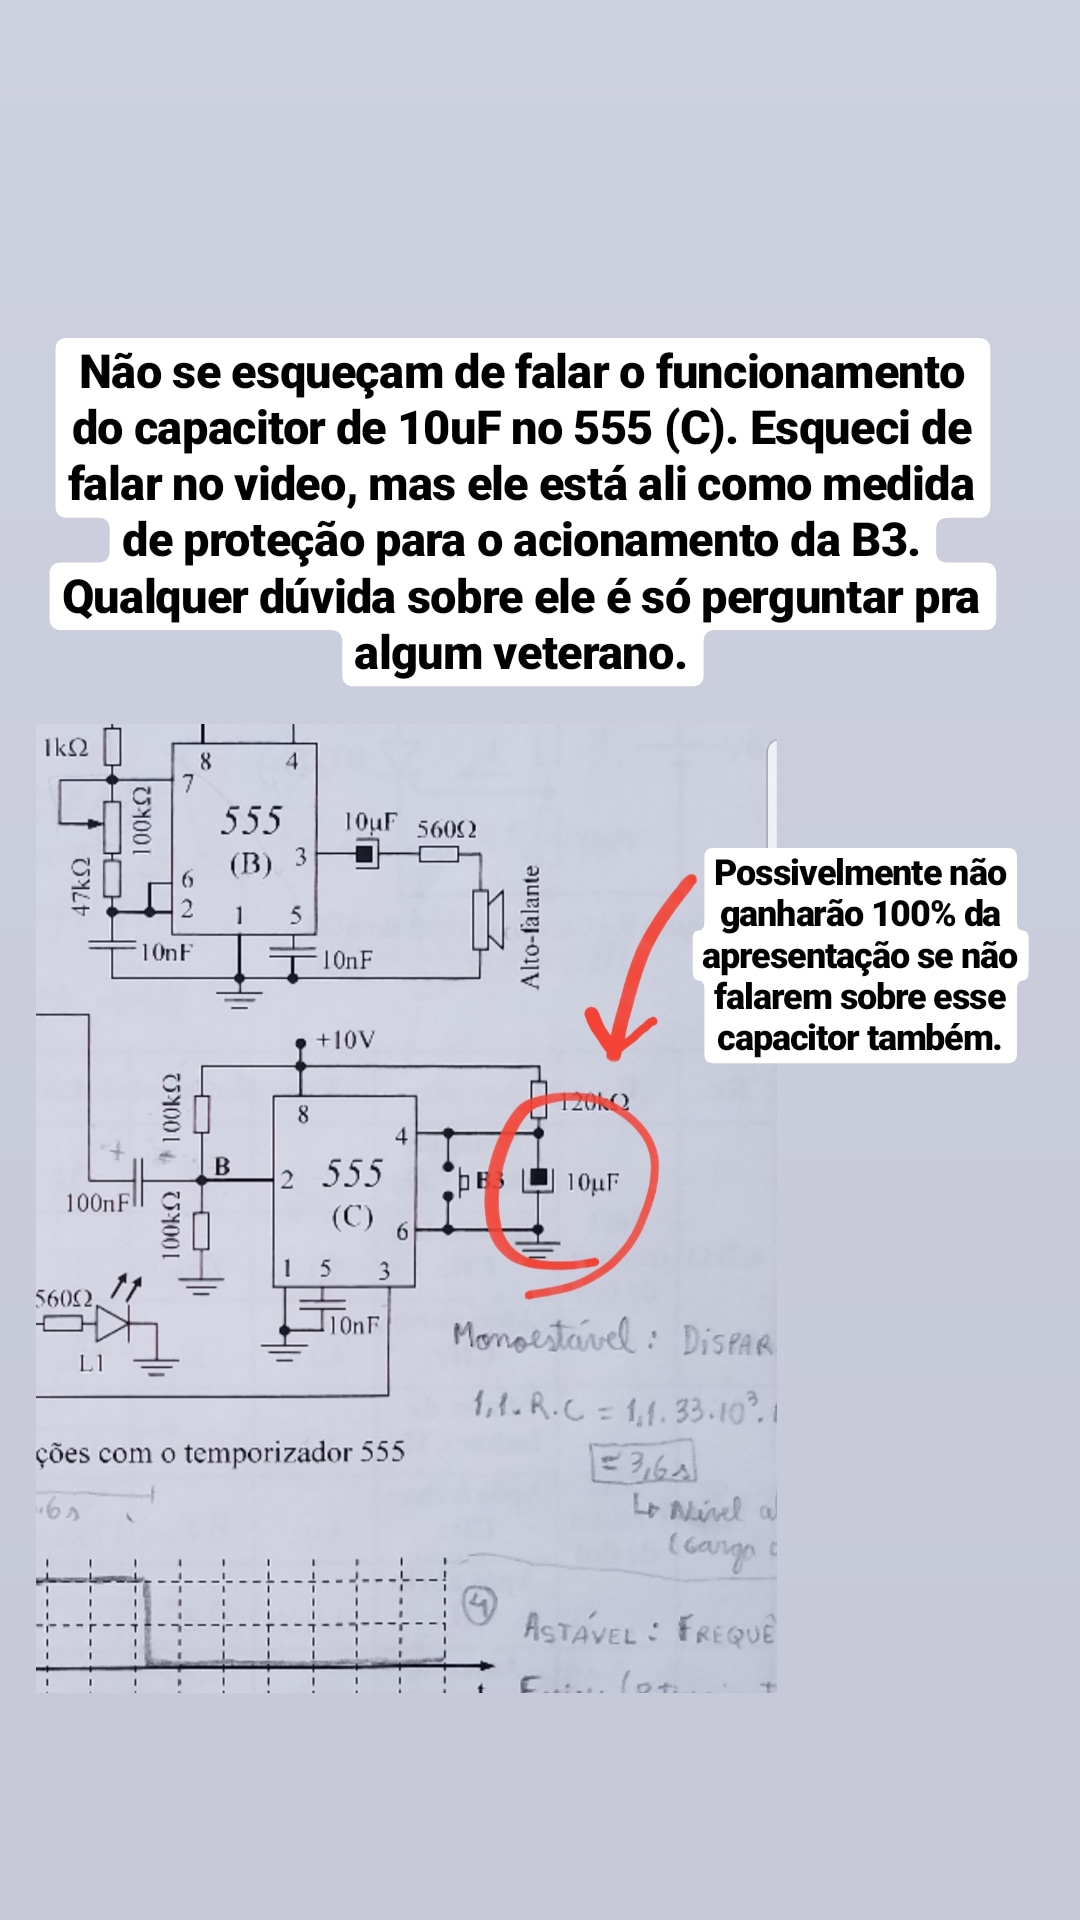 Não se esqueçam de falar o funcionamento
do capacitor de 10uF no 555 (C). Esqueci de
falar no video, mas ele está ali como medida
de proteção para o acionamento da B3.
Qualquer dúvida sobre ele é só perguntar pra
algum veterano.
1kΩ
8
4
7
100kΩ
555
(B)
3
10µF
560Ω
47kΩ
6
2
1
5
10nF
10nF
Alto-falante
Possivelmente não
ganharão 100% da
apresentação se não
falarem sobre esse
capacitor também.
+10V
100kΩ
120kΩ
8
4
B
2
555
(C)
B3
10µF
100nF
+
100kΩ
6
1
5
3
560Ω
10nF
L1
Monoestável: DISPAR
1,1.R.C = 1,1.33.10³.
= 3,6s
ções com o temporizador 555
Nível a
(carga
4
ASTÁVEL: FREQUÊ
t